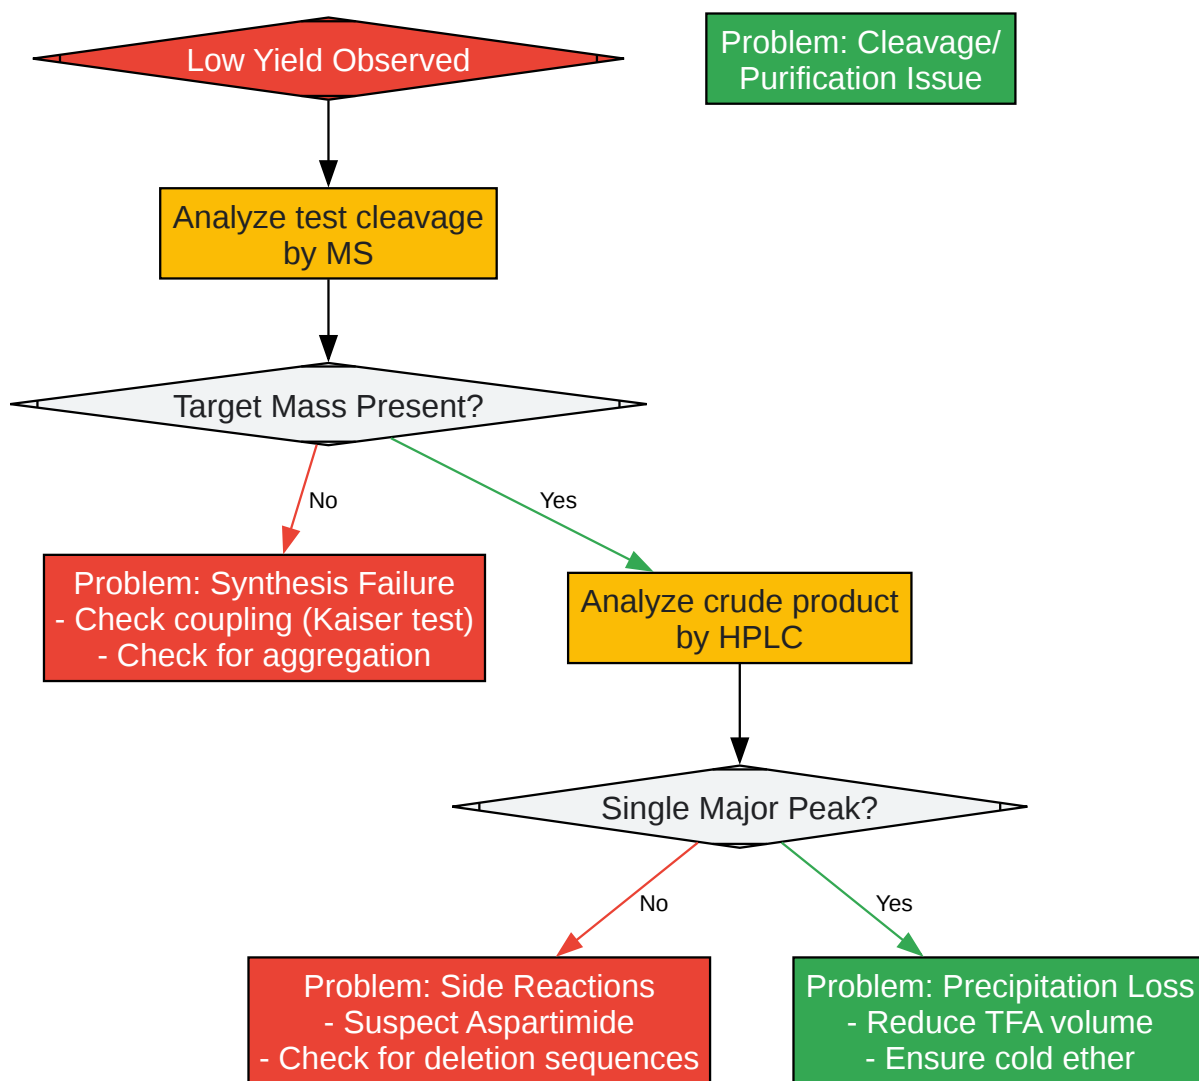 Low Yield Observed
Problem: Cleavage/
Purification Issue
Analyze test cleavage
by MS
Target Mass Present?
No
Yes
Problem: Synthesis Failure
- Check coupling (Kaiser test)
- Check for aggregation
Analyze crude product
by HPLC
Single Major Peak?
No
Yes
Problem: Side Reactions
- Suspect Aspartimide
- Check for deletion sequences
Problem: Precipitation Loss
- Reduce TFA volume
- Ensure cold ether